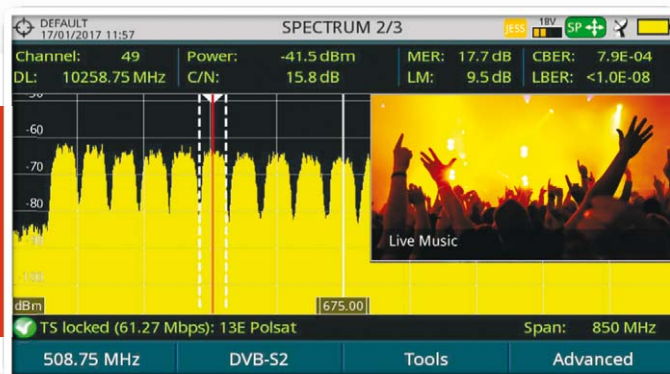 DEFAULT
17/01/2017 11:57
SPECTRUM 2/3
JESS
18V
SP
Channel: 49
Power: -41.5 dBm
MER: 17.7 dB
CBER: 7.9E-04
DL: 10258.75 MHz
C/N: 15.8 dB
LM: 9.5 dB
LBER: <1.0E-08
-50
-60
-70
-80
-90
-100
dBm
675.00
Live Music
TS locked (61.27 Mbps): 13E Polsat
Span: 850 MHz
508.75 MHz
DVB-S2
Tools
Advanced